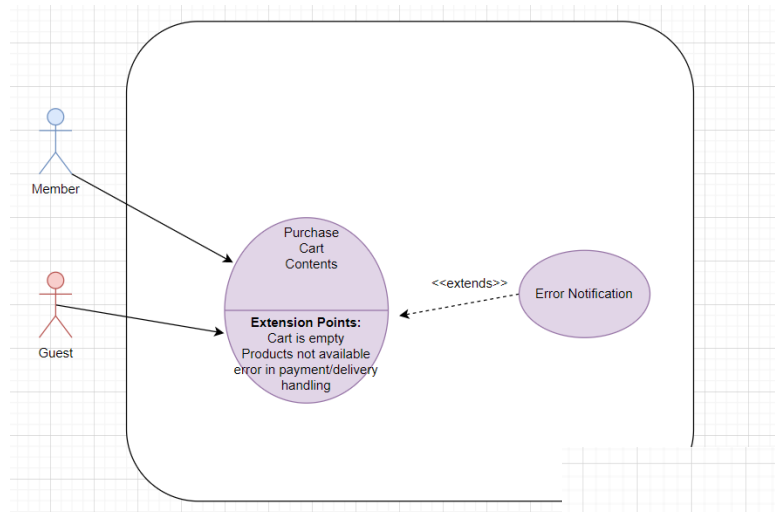 Member
Guest
Purchase
Cart
Contents
Extension Points:
Cart is empty
Products not available
error in payment/delivery
handling
<<extends>>
Error Notification